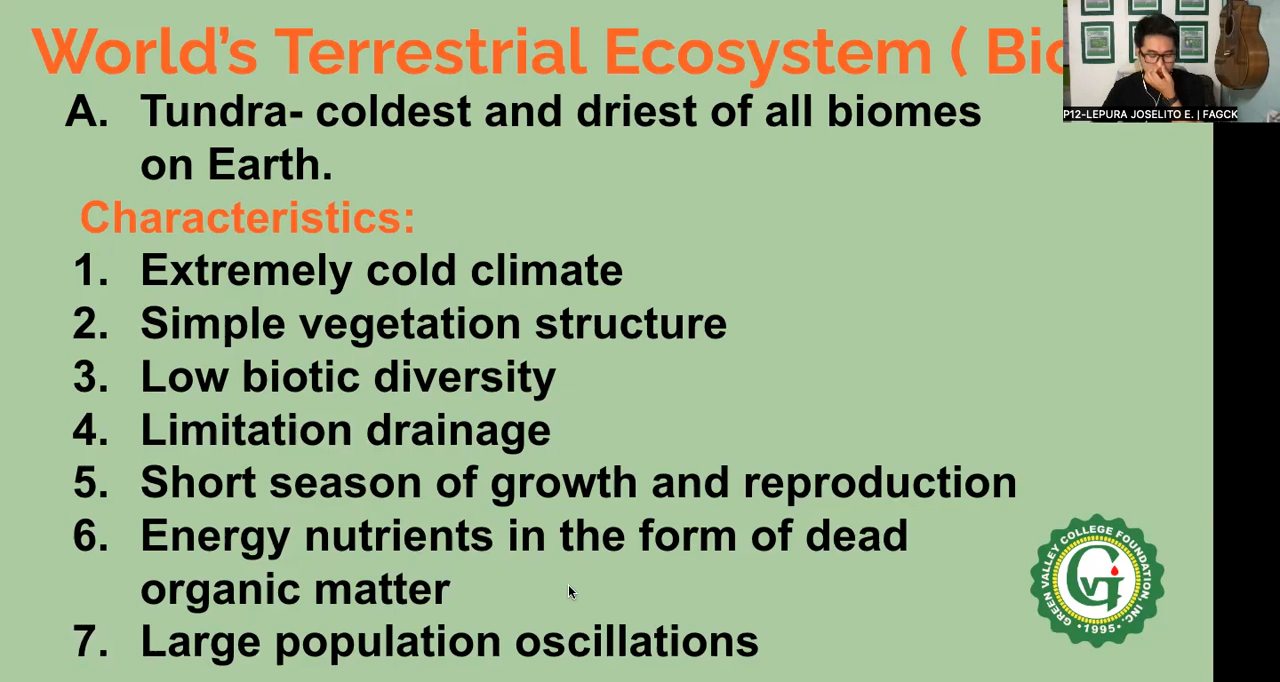 World's Terrestrial Ecosystem ( Bio
A. Tundra- coldest and driest of all biomes
on Earth.
Characteristics:
1. Extremely cold climate
2. Simple vegetation structure
3. Low biotic diversity
4. Limitation drainage
5. Short season of growth and reproduction
6. Energy nutrients in the form of dead
organic matter
7. Large population oscillations
P12-LEPURA JOSELITO E. | FAGCK
GREEN VALLEY COLLEGE FOUNDATION, INC.
GV
• 1995 •